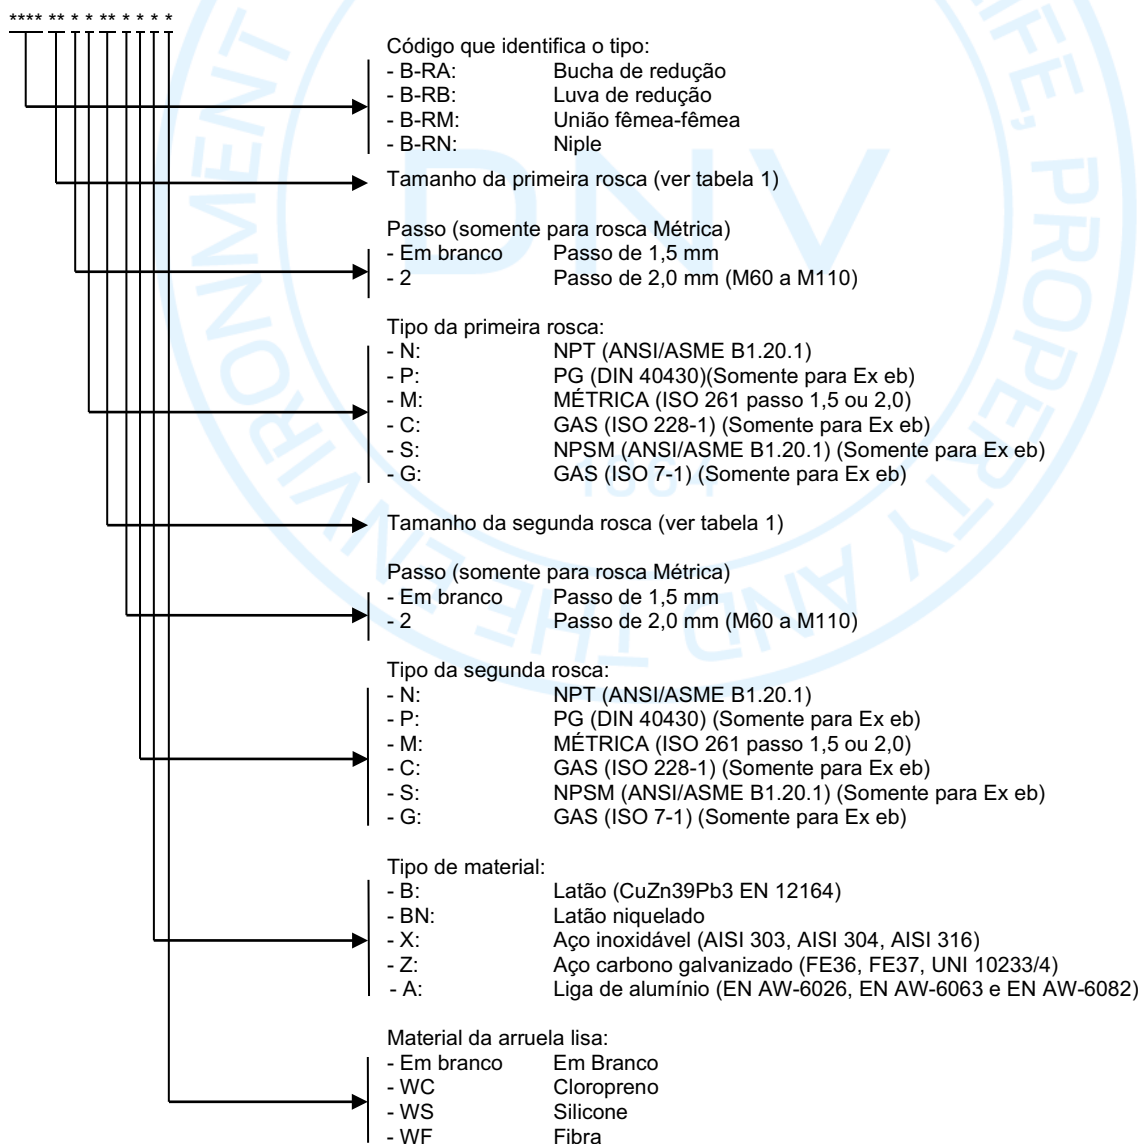 **** ** * * ** * * * *
Código que identifica o tipo:
- B-RA: Bucha de redução
- B-RB: Luva de redução
- B-RM: União fêmea-fêmea
- B-RN: Niple
Tamanho da primeira rosca (ver tabela 1)
Passo (somente para rosca Métrica)
- Em branco Passo de 1,5 mm
- 2 Passo de 2,0 mm (M60 a M110)
Tipo da primeira rosca:
- N: NPT (ANSI/ASME B1.20.1)
- P: PG (DIN 40430)(Somente para Ex eb)
- M: MÉTRICA (ISO 261 passo 1,5 ou 2,0)
- C: GAS (ISO 228-1) (Somente para Ex eb)
- S: NPSM (ANSI/ASME B1.20.1) (Somente para Ex eb)
- G: GAS (ISO 7-1) (Somente para Ex eb)
Tamanho da segunda rosca (ver tabela 1)
Passo (somente para rosca Métrica)
- Em branco Passo de 1,5 mm
- 2 Passo de 2,0 mm (M60 a M110)
Tipo da segunda rosca:
- N: NPT (ANSI/ASME B1.20.1)
- P: PG (DIN 40430) (Somente para Ex eb)
- M: MÉTRICA (ISO 261 passo 1,5 ou 2,0)
- C: GAS (ISO 228-1) (Somente para Ex eb)
- S: NPSM (ANSI/ASME B1.20.1) (Somente para Ex eb)
- G: GAS (ISO 7-1) (Somente para Ex eb)
Tipo de material:
- B: Latão (CuZn39Pb3 EN 12164)
- BN: Latão niquelado
- X: Aço inoxidável (AISI 303, AISI 304, AISI 316)
- Z: Aço carbono galvanizado (FE36, FE37, UNI 10233/4)
- A: Liga de alumínio (EN AW-6026, EN AW-6063 e EN AW-6082)
Material da arruela lisa:
- Em branco Em Branco
- WC Cloropreno
- WS Silicone
- WF Fibra
DNV
1864
LIFE, PROPERTY AND THE ENVIRONMENT